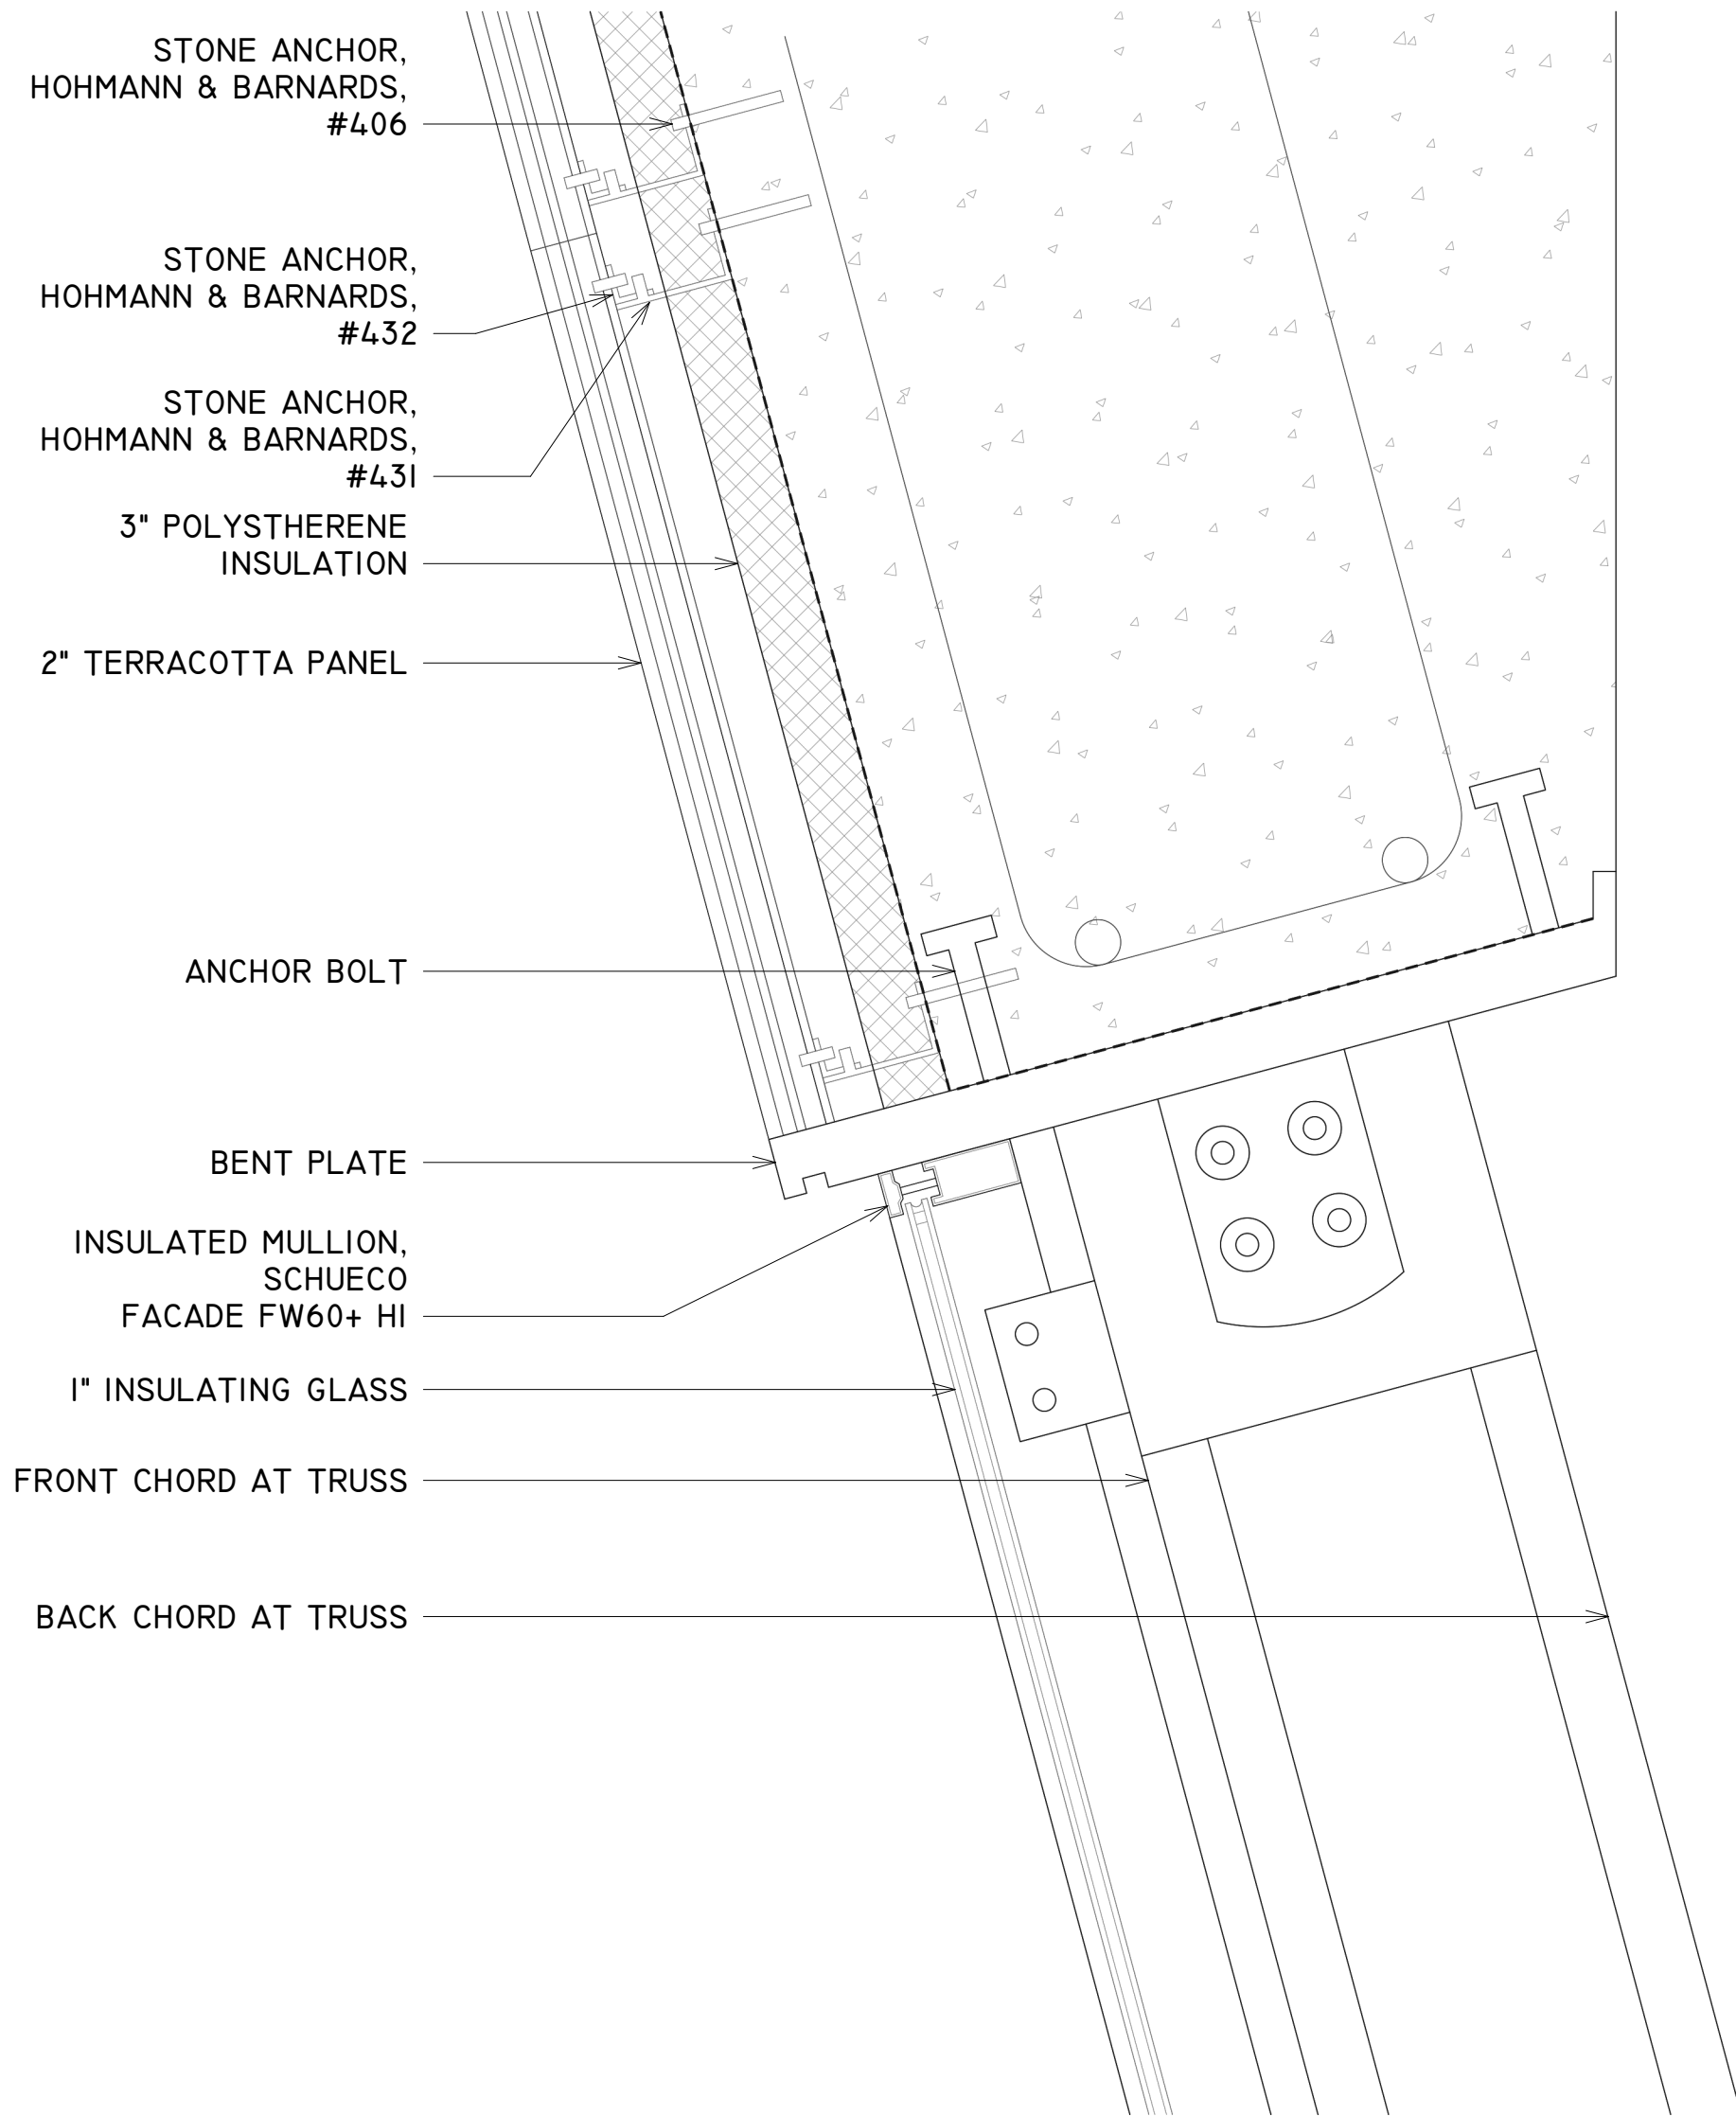 STONE ANCHOR,
HOHMANN & BARNARDS,
#406
STONE ANCHOR,
HOHMANN & BARNARDS,
#432
STONE ANCHOR,
HOHMANN & BARNARDS,
#431
3" POLYSTHERENE
INSULATION
2" TERRACOTTA PANEL
ANCHOR BOLT
BENT PLATE
INSULATED MULLION,
SCHUECO
FACADE FW60+ HI
1" INSULATING GLASS
FRONT CHORD AT TRUSS
BACK CHORD AT TRUSS